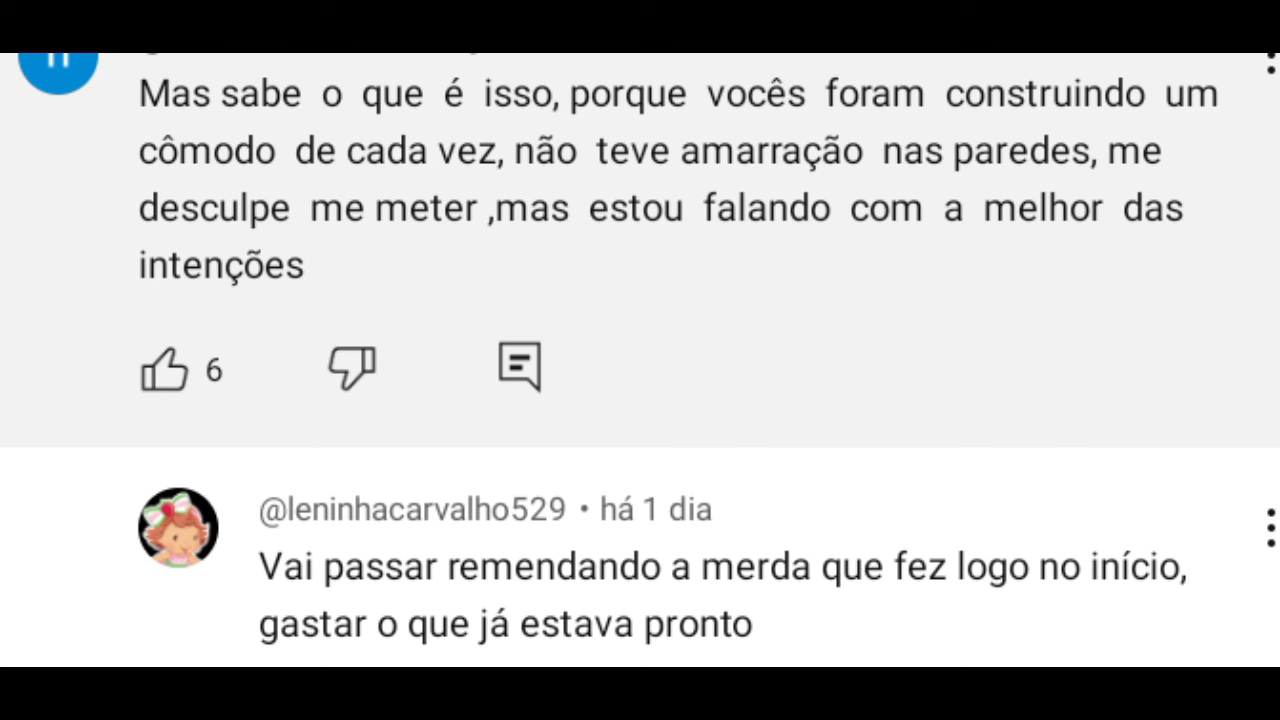 Mas sabe o que é isso, porque vocês foram construindo um
cômodo de cada vez, não teve amarração nas paredes, me
desculpe me meter ,mas estou falando com a melhor das
intenções
6
@leninhacarvalho529 • há 1 dia
Vai passar remendando a merda que fez logo no início,
gastar o que já estava pronto